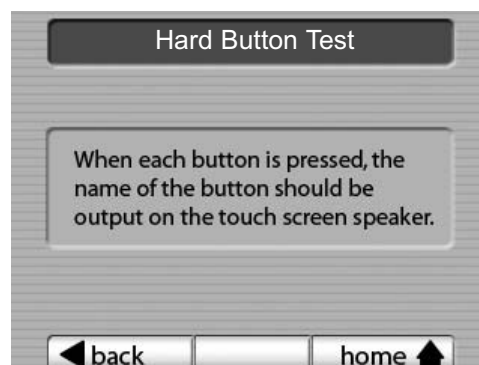 Hard Button Test
When each button is pressed, the
name of the button should be
output on the touch screen speaker.
back home